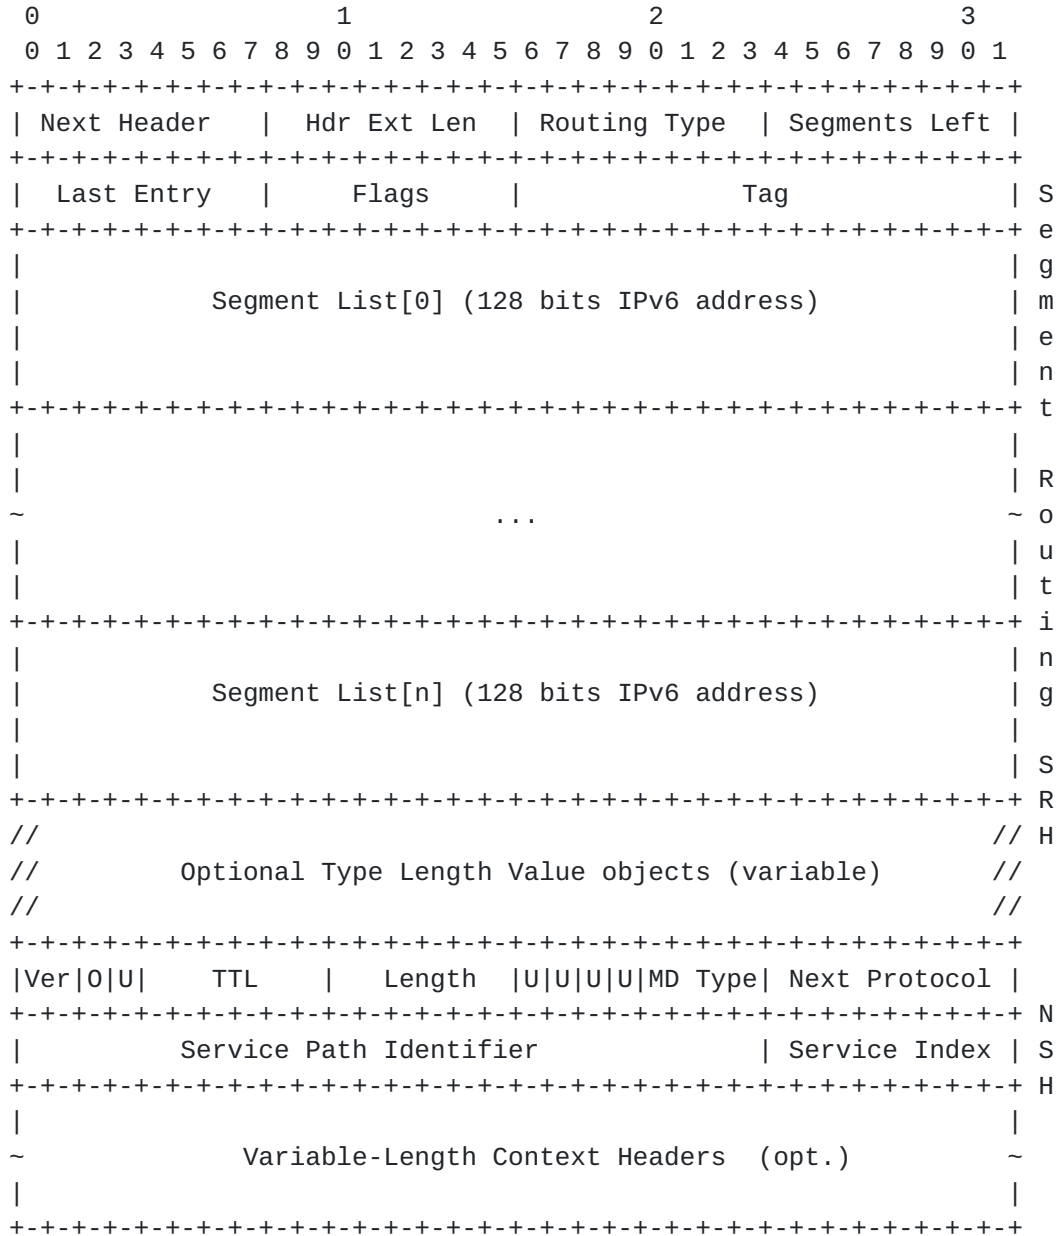 0                   1                   2                   3
 0 1 2 3 4 5 6 7 8 9 0 1 2 3 4 5 6 7 8 9 0 1 2 3 4 5 6 7 8 9 0 1
+-+-+-+-+-+-+-+-+-+-+-+-+-+-+-+-+-+-+-+-+-+-+-+-+-+-+-+-+-+-+-+-+
| Next Header   |  Hdr Ext Len  | Routing Type  | Segments Left |
+-+-+-+-+-+-+-+-+-+-+-+-+-+-+-+-+-+-+-+-+-+-+-+-+-+-+-+-+-+-+-+-+
|  Last Entry   |     Flags     |              Tag              | S
+-+-+-+-+-+-+-+-+-+-+-+-+-+-+-+-+-+-+-+-+-+-+-+-+-+-+-+-+-+-+-+-+ e
|                                                               | g
|            Segment List[0] (128 bits IPv6 address)            | m
|                                                               | e
|                                                               | n
+-+-+-+-+-+-+-+-+-+-+-+-+-+-+-+-+-+-+-+-+-+-+-+-+-+-+-+-+-+-+-+-+ t
|                                                               |
|                                                               | R
~                              ...                              ~ o
|                                                               | u
|                                                               | t
+-+-+-+-+-+-+-+-+-+-+-+-+-+-+-+-+-+-+-+-+-+-+-+-+-+-+-+-+-+-+-+-+ i
|                                                               | n
|            Segment List[n] (128 bits IPv6 address)            | g
|                                                               |
|                                                               | S
+-+-+-+-+-+-+-+-+-+-+-+-+-+-+-+-+-+-+-+-+-+-+-+-+-+-+-+-+-+-+-+-+ R
//                                                             // H
//         Optional Type Length Value objects (variable)       //
//                                                             //
+-+-+-+-+-+-+-+-+-+-+-+-+-+-+-+-+-+-+-+-+-+-+-+-+-+-+-+-+-+-+-+-+
|Ver|O|U|    TTL    |   Length  |U|U|U|U|MD Type| Next Protocol |
+-+-+-+-+-+-+-+-+-+-+-+-+-+-+-+-+-+-+-+-+-+-+-+-+-+-+-+-+-+-+-+-+ N
|          Service Path Identifier              | Service Index | S
+-+-+-+-+-+-+-+-+-+-+-+-+-+-+-+-+-+-+-+-+-+-+-+-+-+-+-+-+-+-+-+-+ H
|                                                               |
~              Variable-Length Context Headers  (opt.)          ~
|                                                               |
+-+-+-+-+-+-+-+-+-+-+-+-+-+-+-+-+-+-+-+-+-+-+-+-+-+-+-+-+-+-+-+-+